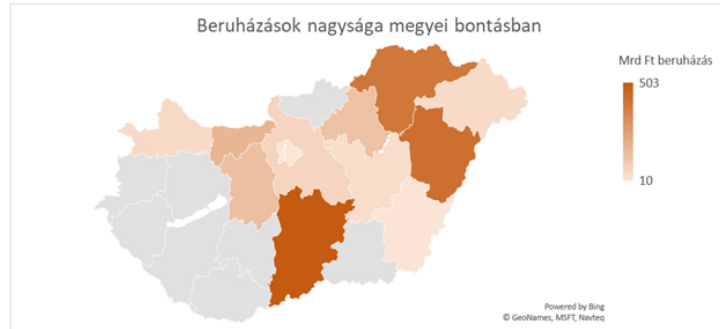 Beruházások nagysága megyei bontásban
Mrd Ft beruházás
503
10
Powered by Bing
© GeoNames, MSFT, Navteq